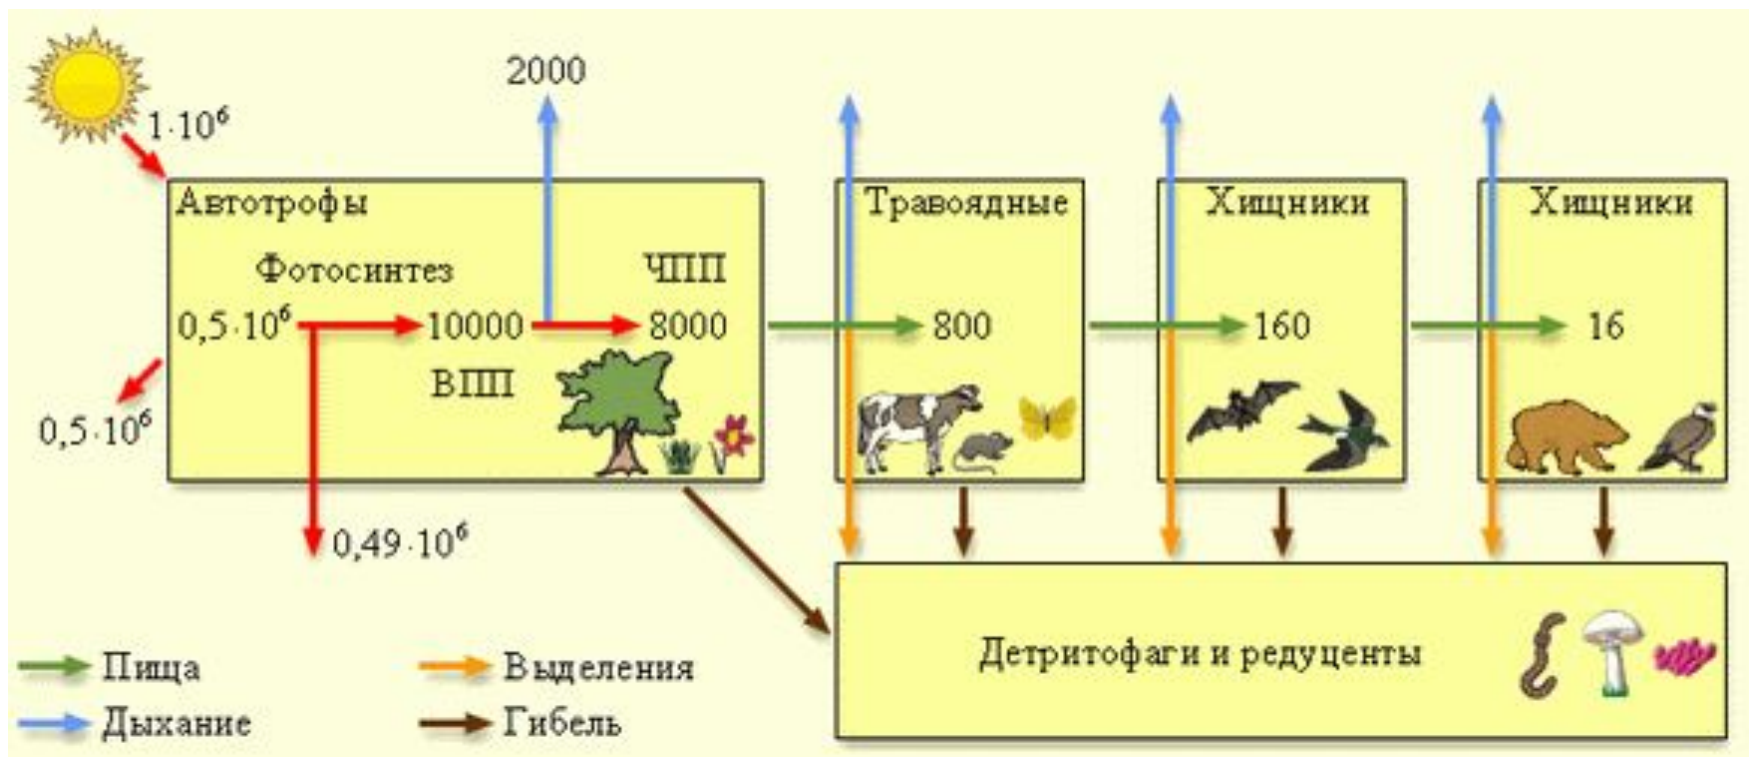 2000
1·10⁶
Автотрофы
Травоядные
Хищники
Хищники
Фотосинтез
ЧПП
0,5·10⁶
10000
8000
800
160
16
ВПП
0,5·10⁶
0,49·10⁶
Детритофаги и редуценты
Пища
Выделения
Дыхание
Гибель